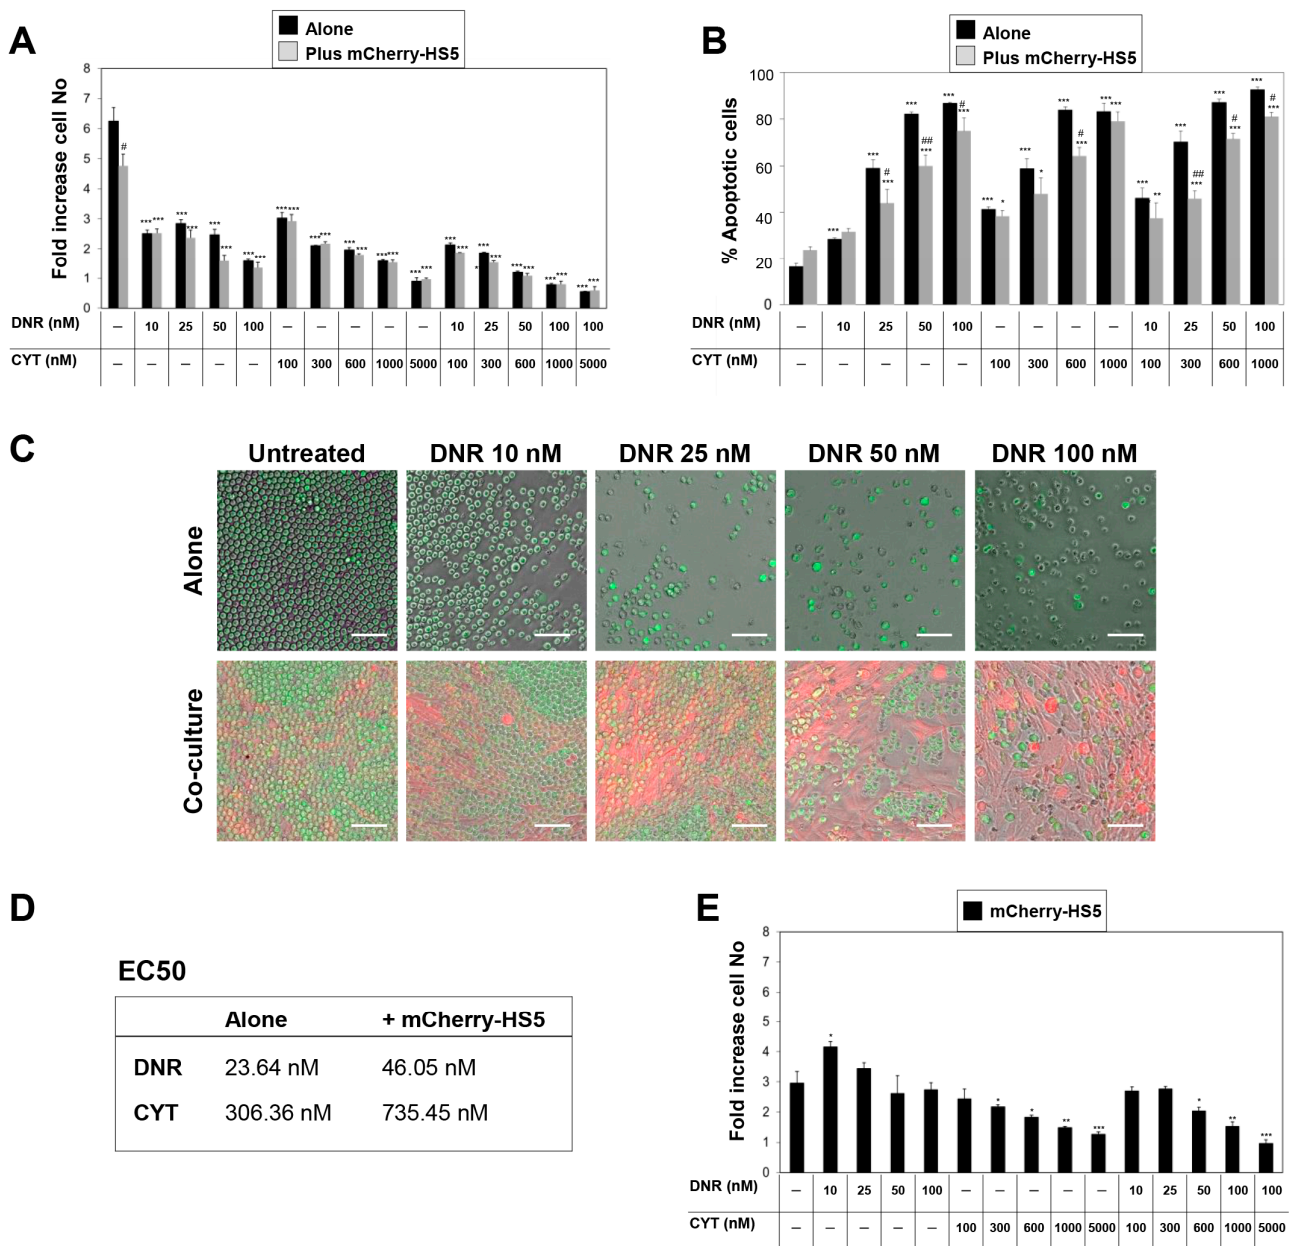 A
Alone
Plus mCherry-HS5
Fold increase cell No
8
7
6
5
4
3
2
1
0
#
*** *** *** *** *** *** *** *** *** *** *** *** *** *** *** *** *** *** *** *** *** *** *** *** *** *** *** ***
DNR (nM) – 10 25 50 100 – – – – – 10 25 50 100 100
CYT (nM) – – – – – 100 300 600 1000 5000 100 300 600 1000 5000
B
Alone
Plus mCherry-HS5
% Apoptotic cells
100
80
60
40
20
0
*** *** # *** *** ## *** *** # *** *** * *** * *** # *** *** *** *** ** *** ## *** *** # *** *** # ***
DNR (nM) – 10 25 50 100 – – – – 10 25 50 100
CYT (nM) – – – – – 100 300 600 1000 100 300 600 1000
C
Untreated DNR 10 nM DNR 25 nM DNR 50 nM DNR 100 nM
Alone
Co-culture
D
EC50
Alone + mCherry-HS5
DNR 23.64 nM 46.05 nM
CYT 306.36 nM 735.45 nM
E
mCherry-HS5
Fold increase cell No
8
7
6
5
4
3
2
1
0
* * * ** *** * ** ***
DNR (nM) – 10 25 50 100 – – – – – 10 25 50 100 100
CYT (nM) – – – – – 100 300 600 1000 5000 100 300 600 1000 5000